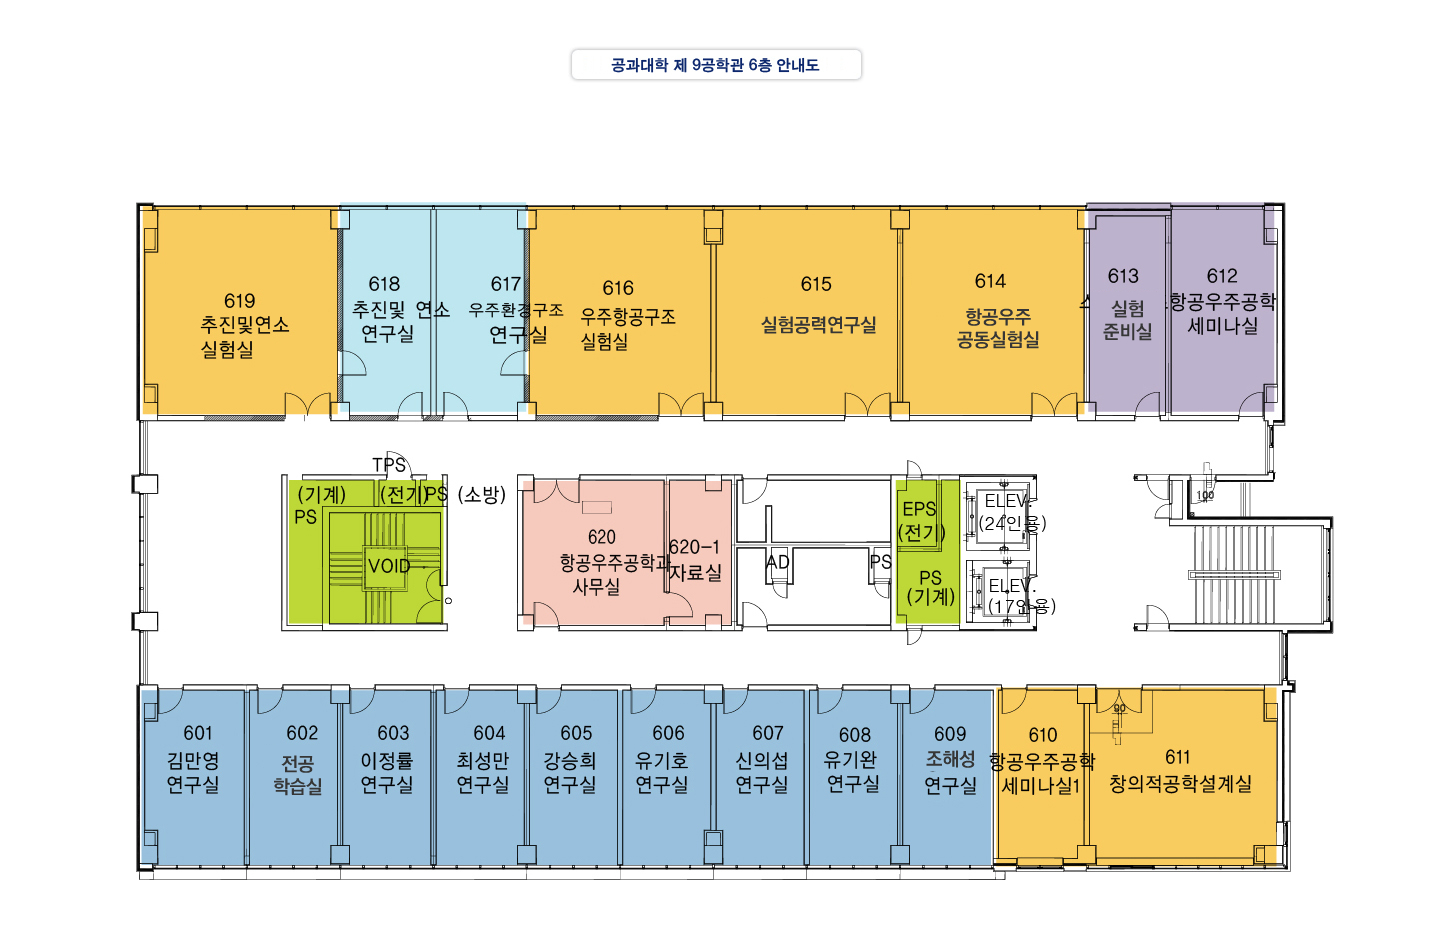 공과대학 제 9공학관 6층 안내도
619
추진및연소
실험실
618
추진및 연소
연구실
617
우주환경구조
연구실
616
우주항공구조
실험실
615
실험공력연구실
614
항공우주
공동실험실
613
실험
준비실
612
항공우주공학
세미나실
TPS
(기계)
PS
(전기)
PS (소방)
VOID
620
항공우주공학과
사무실
620-1
자료실
AD
PS
EPS
(전기)
PS
(기계)
ELEV.
(24인용)
ELEV.
(17인용)
100
601
김만영
연구실
602
전공
학습실
603
이정률
연구실
604
최성만
연구실
605
강승희
연구실
606
유기호
연구실
607
신의섭
연구실
608
유기완
연구실
609
조해성
연구실
610
항공우주공학
세미나실1
90
611
창의적공학설계실